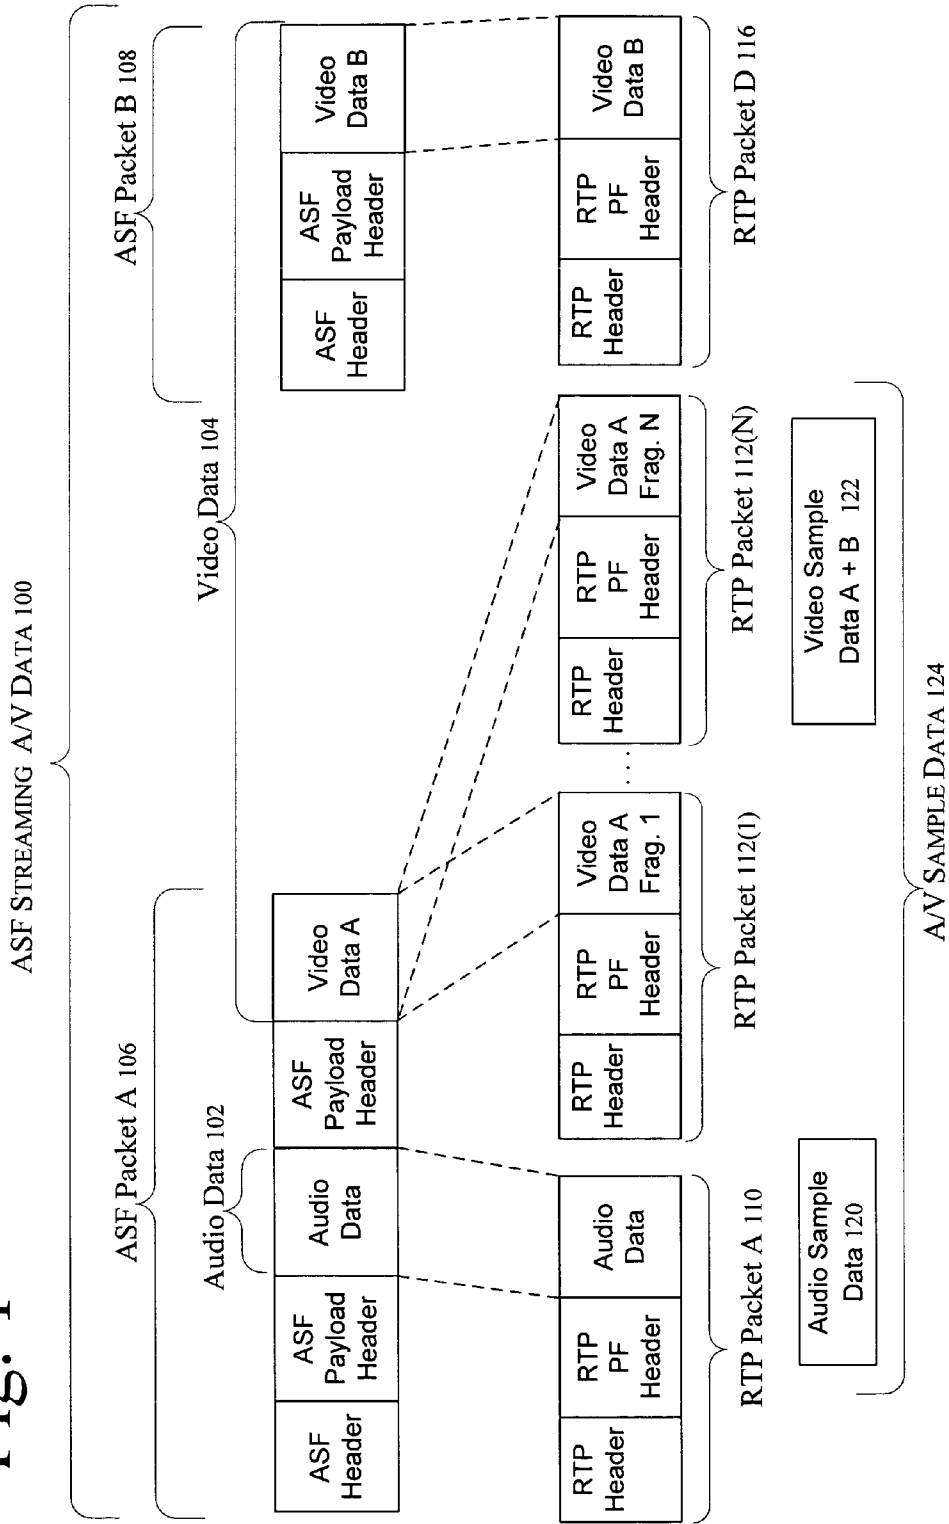 Fig. 1
ASF STREAMING A/V DATA 100
ASF Packet A 106
ASF Packet B 108
Audio Data 102
Video Data 104
ASF
Header
ASF
Payload
Header
Audio
Data
ASF
Payload
Header
Video
Data A
ASF
Header
ASF
Payload
Header
Video
Data B
RTP
Header
RTP
PF
Header
Audio
Data
RTP
Header
RTP
PF
Header
Video
Data A
Frag. 1
. . . .
RTP
Header
RTP
PF
Header
Video
Data A
Frag. N
RTP
Header
RTP
PF
Header
Video
Data B
RTP Packet A 110
RTP Packet 112(1)
RTP Packet 112(N)
RTP Packet D 116
Audio Sample
Data 120
Video Sample
Data A + B 122
A/V SAMPLE DATA 124